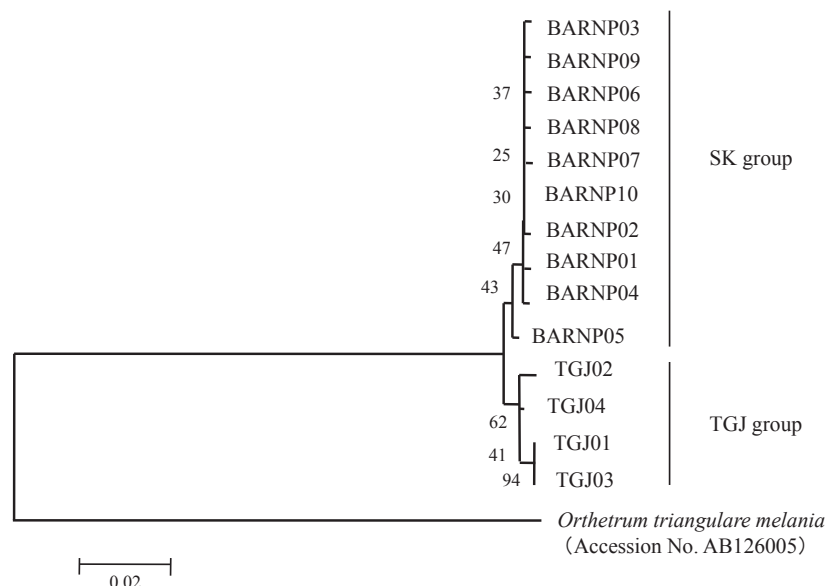 BARNP03
BARNP09
37
BARNP06
BARNP08
25
BARNP07
SK group
30
BARNP10
BARNP02
47
BARNP01
43
BARNP04
BARNP05
TGJ02
62
TGJ04
TGJ group
41
TGJ01
94
TGJ03
Orthetrum triangulare melania
（Accession No. AB126005）
0.02